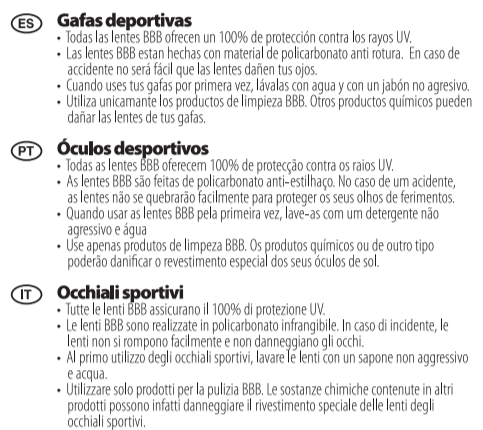 ES Gafas deportivas
• Todas las lentes BBB ofrecen un 100% de protección contra los rayos UV.
• Las lentes BBB estan hechas con material de policarbonato anti rotura. En caso de
accidente no será fácil que las lentes dañen tus ojos.
• Cuando uses tus gafas por primera vez, lávalas con agua y con un jabón no agresivo.
• Utiliza unicamante los productos de limpieza BBB. Otros productos químicos pueden
dañar las lentes de tus gafas.
PT Óculos desportivos
• Todas as lentes BBB oferecem 100% de protecção contra os raios UV.
• As lentes BBB são feitas de policarbonato anti-estilhaço. No caso de um acidente,
as lentes não se quebrarão facilmente para proteger os seus olhos de ferimentos.
• Quando usar as lentes BBB pela primeira vez, lave-as com um detergente não
agressivo e água
• Use apenas produtos de limpeza BBB. Os produtos químicos ou de outro tipo
poderão danificar o revestimento especial dos seus óculos de sol.
IT Occhiali sportivi
• Tutte le lenti BBB assicurano il 100% di protezione UV.
• Le lenti BBB sono realizzate in policarbonato infrangibile. In caso di incidente, le
lenti non si rompono facilmente e non danneggiano gli occhi.
• Al primo utilizzo degli occhiali sportivi, lavare le lenti con un sapone non aggressivo
e acqua.
• Utilizzare solo prodotti per la pulizia BBB. Le sostanze chimiche contenute in altri
prodotti possono infatti danneggiare il rivestimento speciale delle lenti degli
occhiali sportivi.